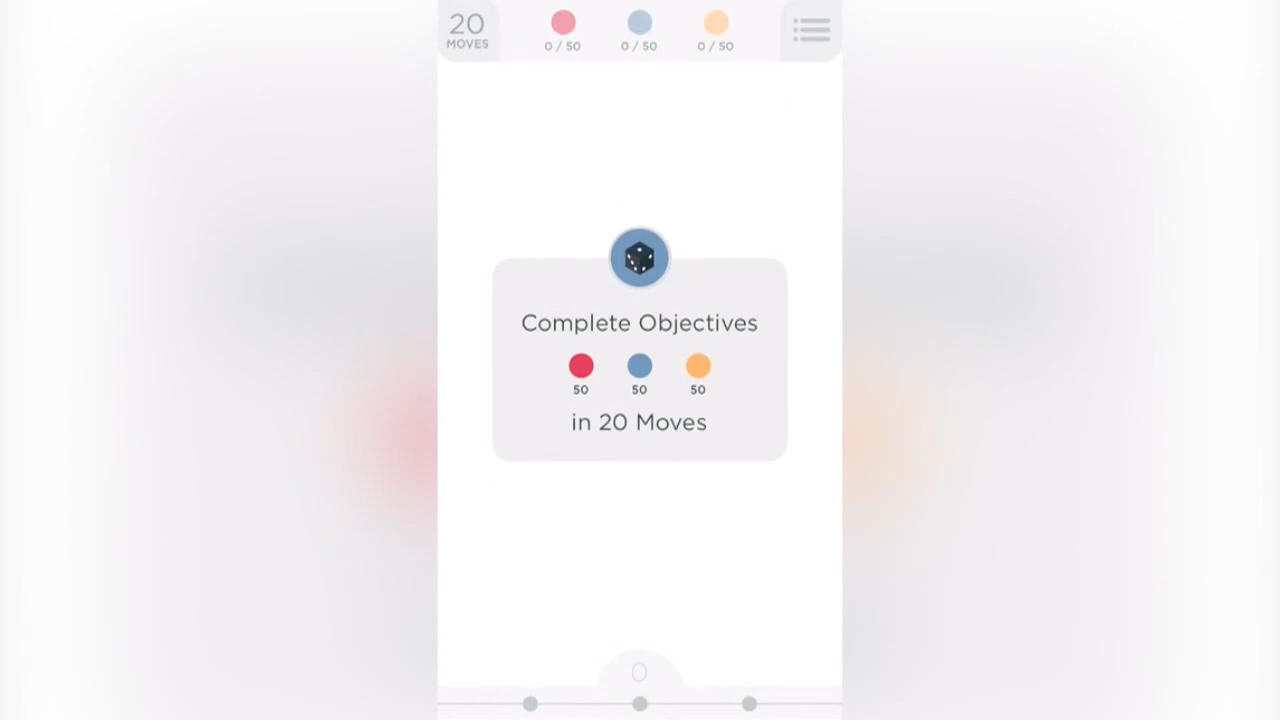 20
MOVES
0 / 50
0 / 50
0 / 50
Complete Objectives
50
50
50
in 20 Moves
0